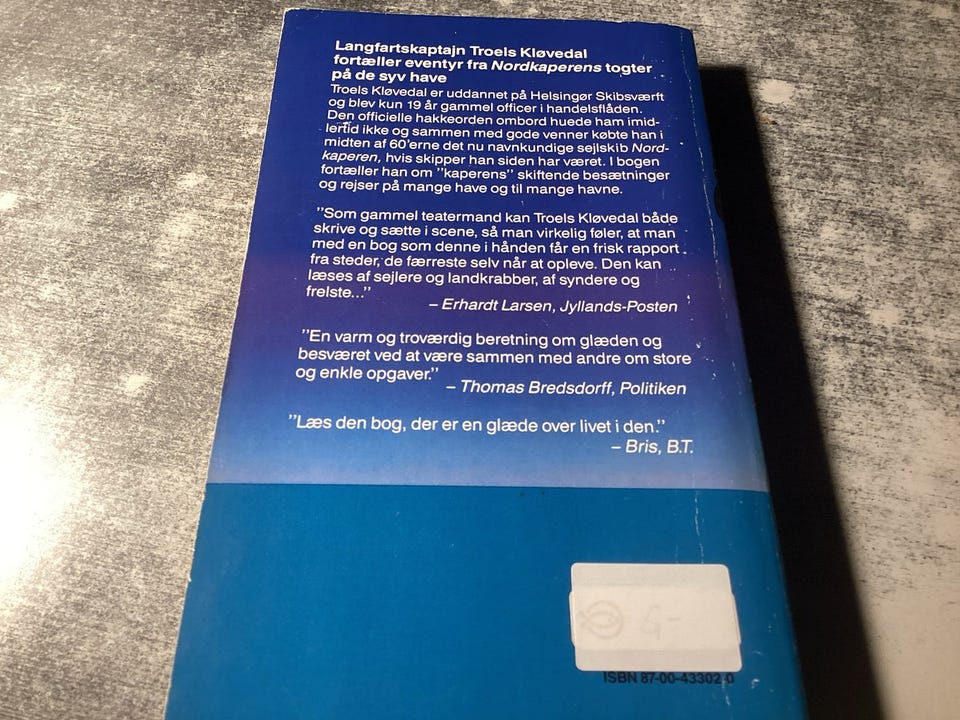 Langfartskaptajn Troels Kløvedal
fortæller eventyr fra Nordkaperens togter
på de syv have
Troels Kløvedal er uddannet på Helsingør Skibsværft
og blev kun 19 år gammel officer i handelsflåden.
Den officielle hakkeorden ombord huede ham imid-
lertid ikke og sammen med gode venner købte han i
midten af 60'erne det nu navnkundige sejlskib Nord-
kaperen, hvis skipper han siden har været. I bogen
fortæller han om "kaperens" skiftende besætninger
og rejser på mange have og til mange havne.
"Som gammel teatermand kan Troels Kløvedal både
skrive og sætte i scene, så man virkelig føler, at man
med en bog som denne i hånden får en frisk rapport
fra steder, de færreste selv når at opleve. Den kan
læses af sejlere og landkrabber, af syndere og
frelste..."
– Erhardt Larsen, Jyllands-Posten
"En varm og troværdig beretning om glæden og
besværet ved at være sammen med andre om store
og enkle opgaver."
– Thomas Bredsdorff, Politiken
"Læs den bog, der er en glæde over livet i den."
– Bris, B.T.
4-
ISBN 87-00-43302-0